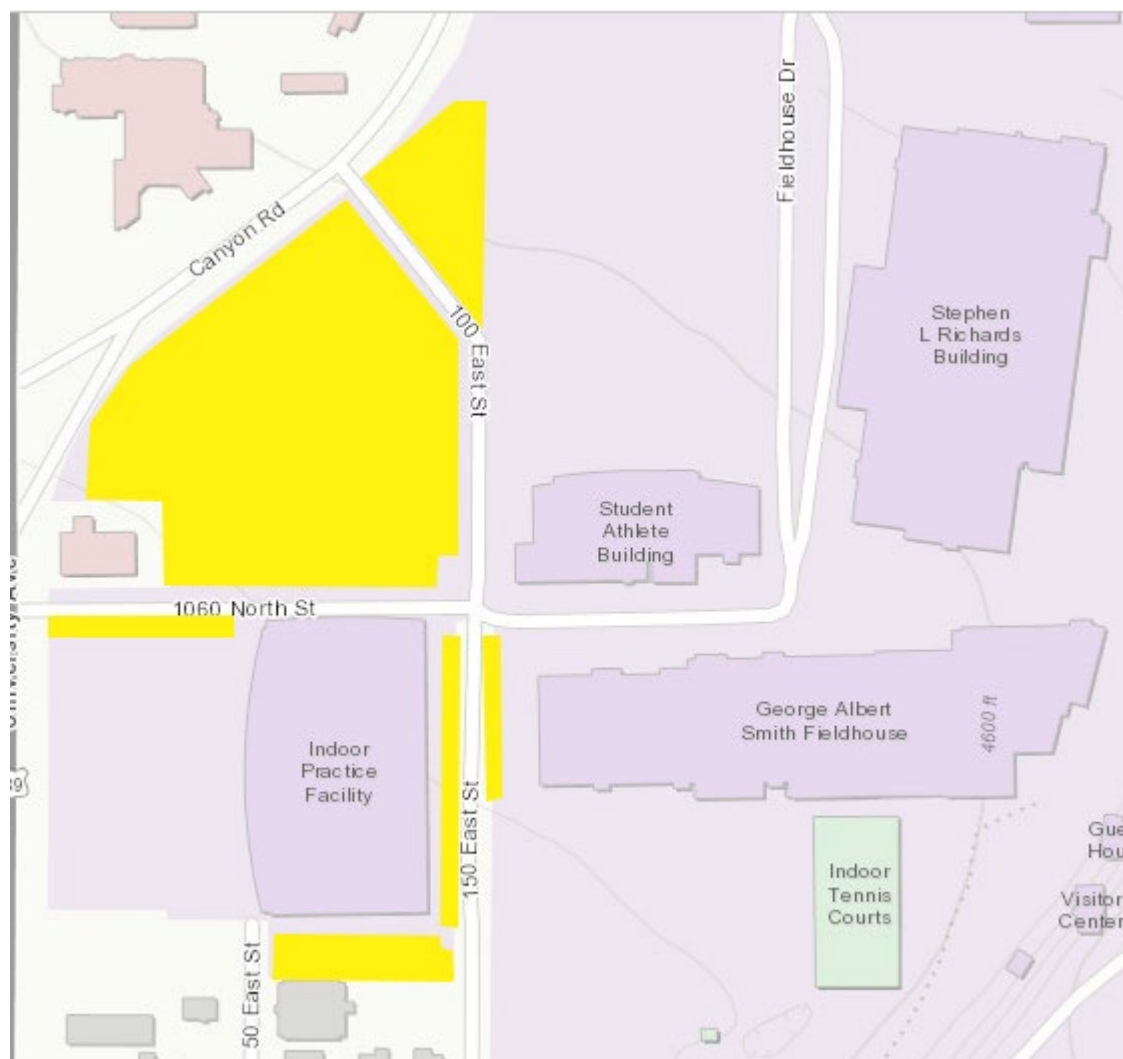 Canyon Rd
Fieldhouse Dr
100 East St
Stephen
L Richards
Building
Student
Athlete
Building
1060 North St
George Albert
Smith Fieldhouse
4600 ft
Indoor
Practice
Facility
150 East St
Indoor
Tennis
Courts
Gue
Hou
Visitor
Center
50 East St